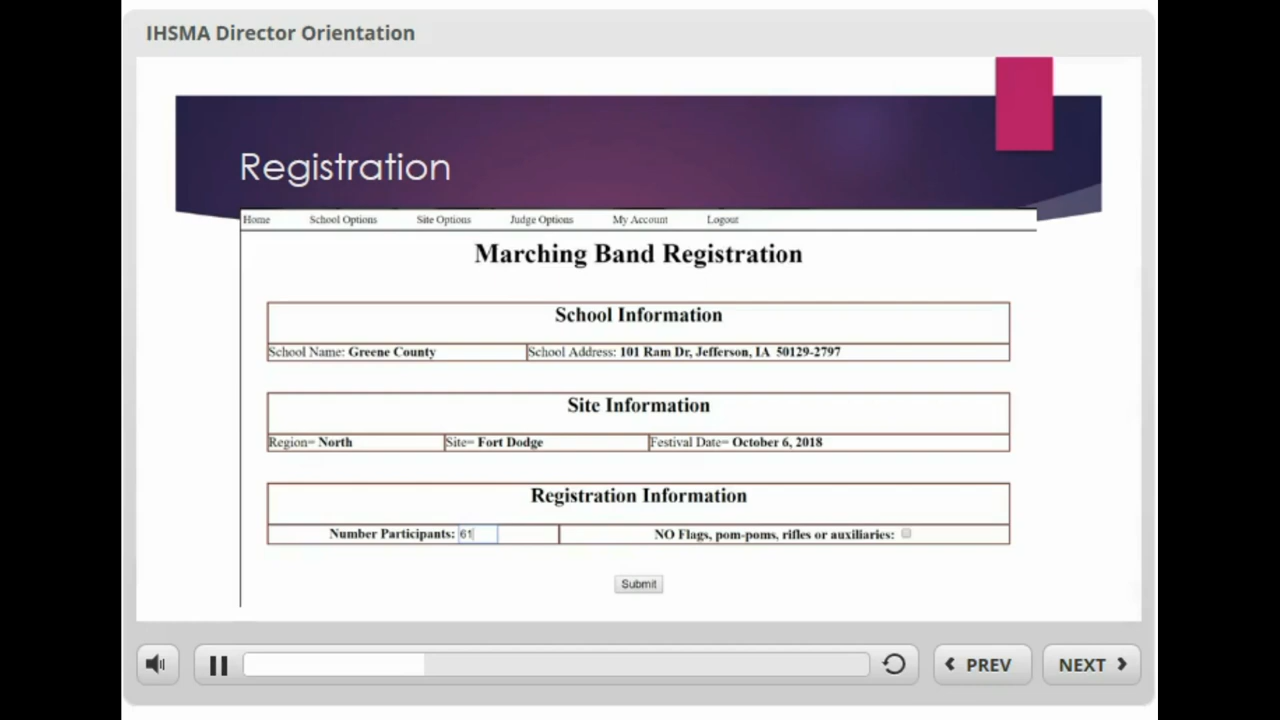 IHSMA Director Orientation
Registration
Home School Options Site Options Judge Options My Account Logout
Marching Band Registration
School Information
School Name: Greene County School Address: 101 Ram Dr, Jefferson, IA 50129-2797
Site Information
Region= North Site= Fort Dodge Festival Date= October 6, 2018
Registration Information
Number Participants: 61 NO Flags, pom-poms, rifles or auxiliaries:
Submit
PREV NEXT